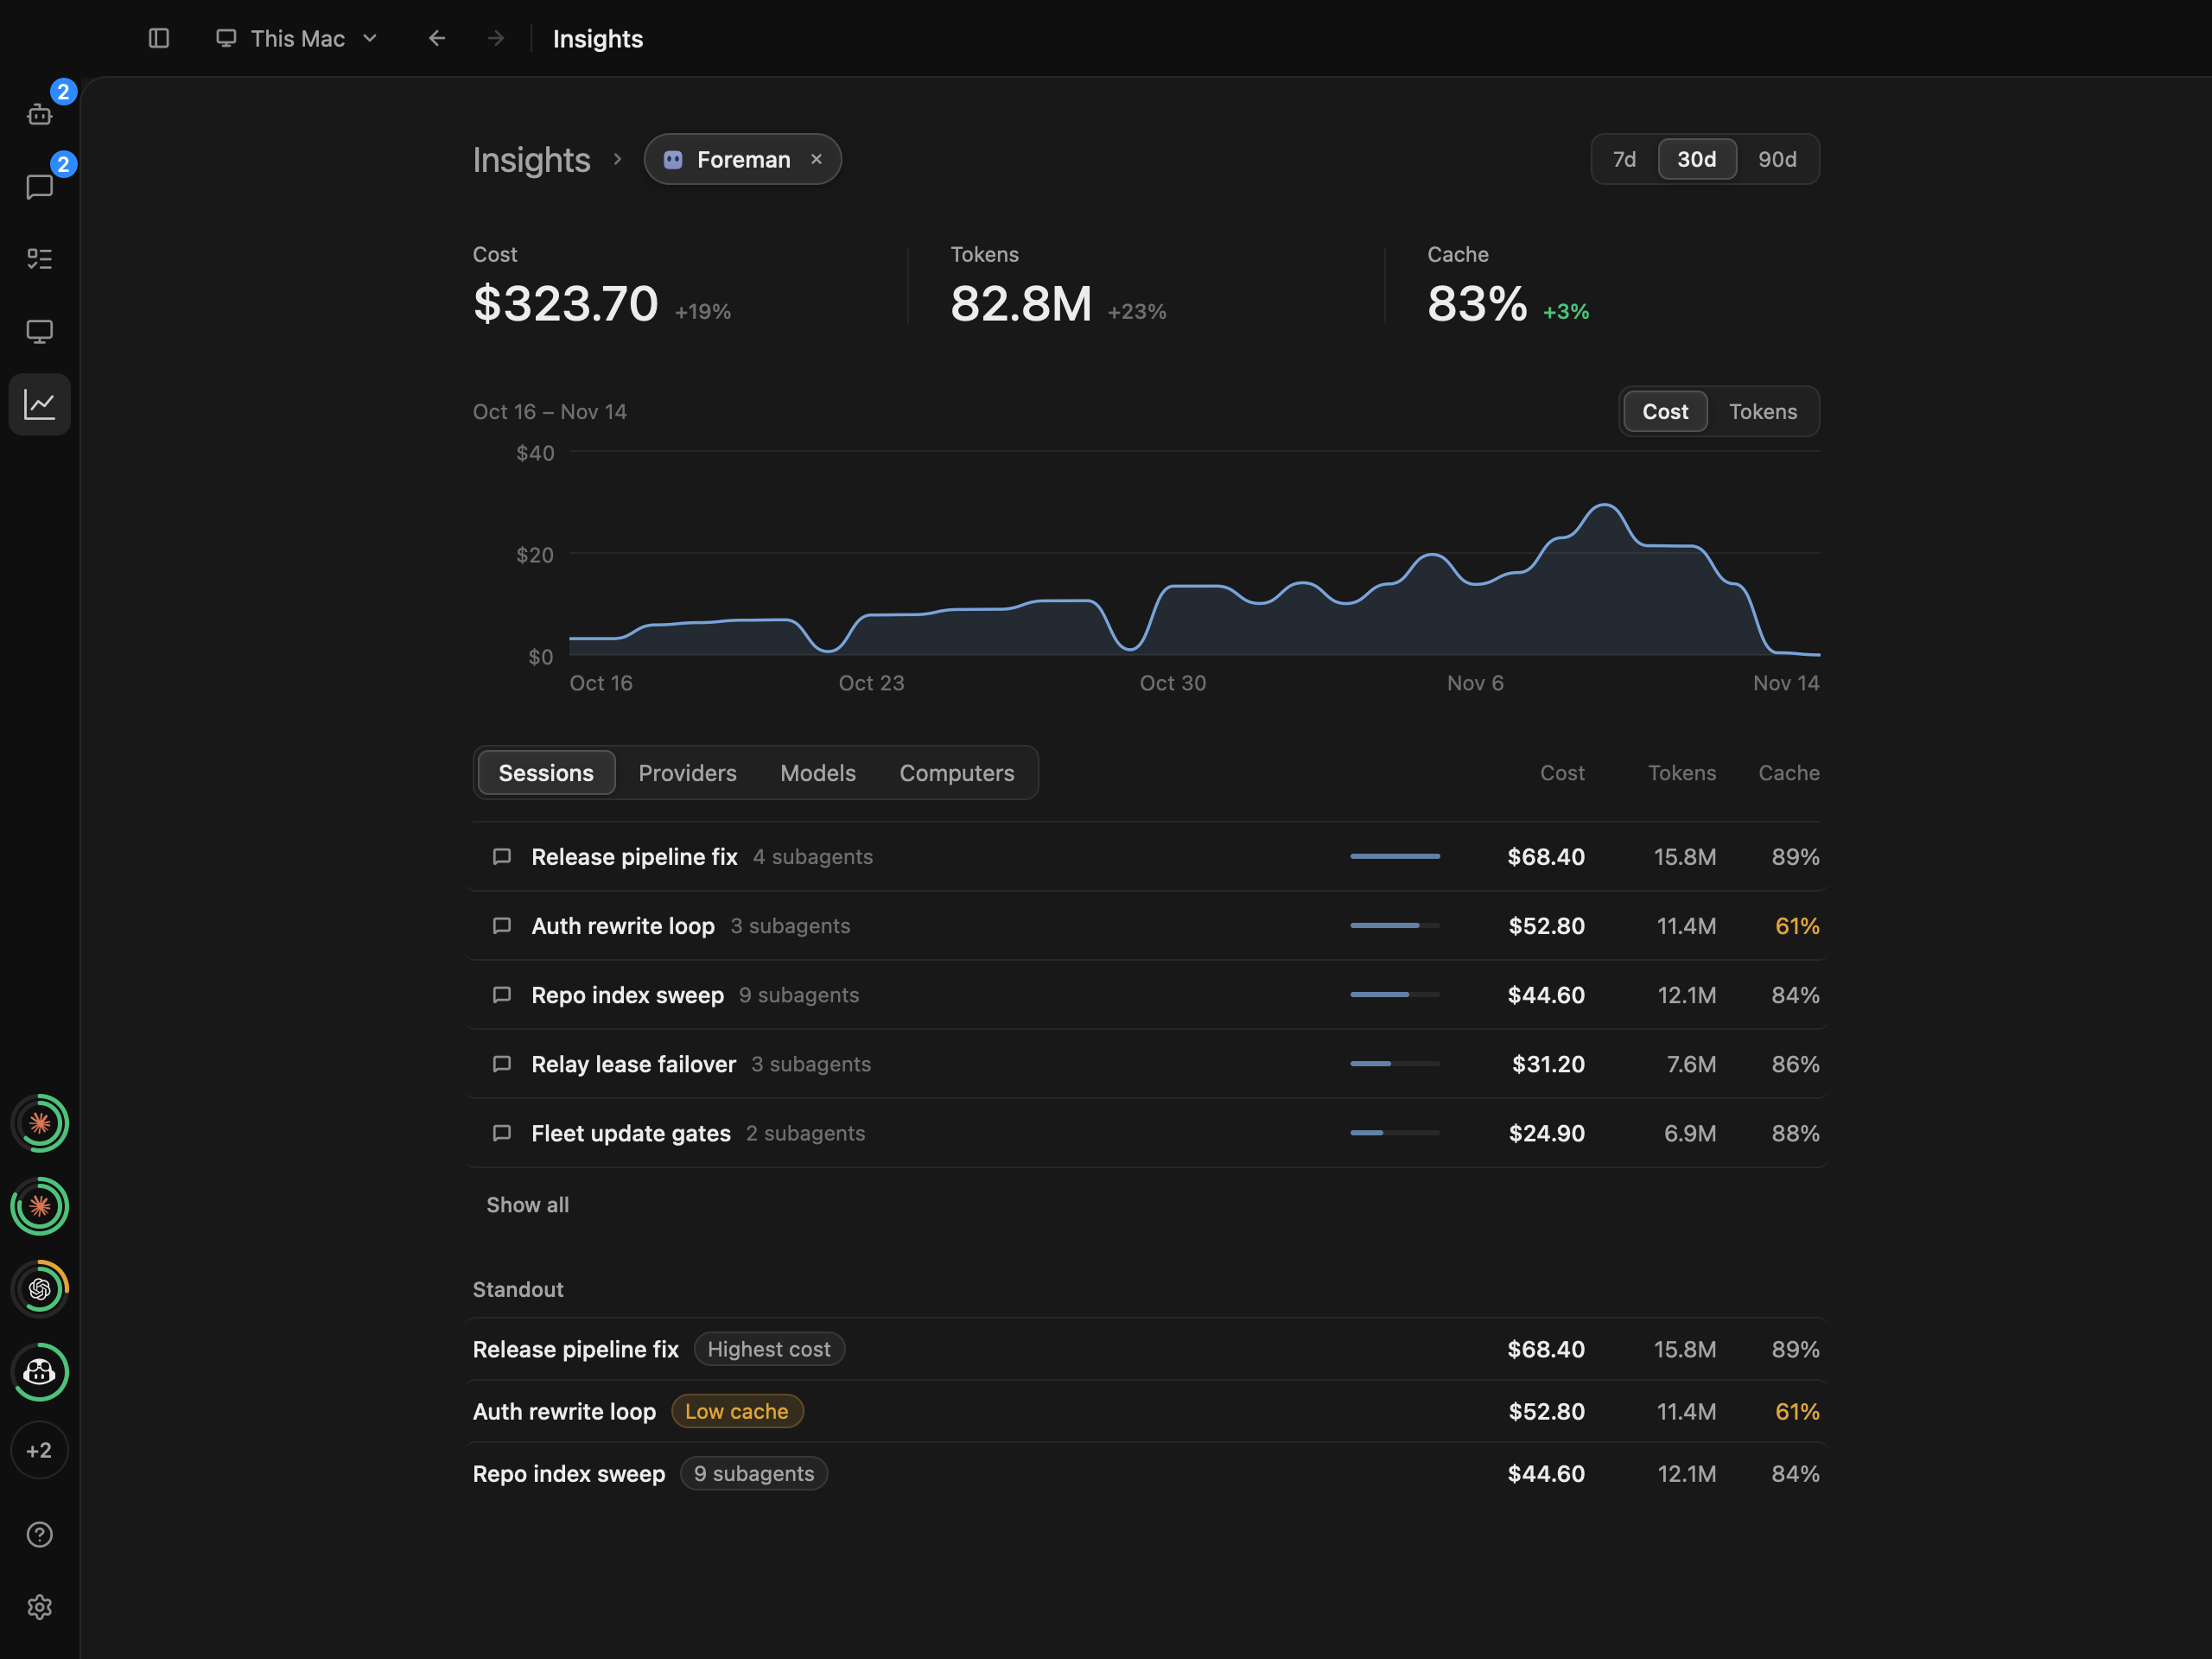 This Mac
Insights
2
2
Insights › Foreman ×
7d 30d 90d
Cost
$323.70 +19%
Tokens
82.8M +23%
Cache
83% +3%
Oct 16 – Nov 14
Cost Tokens
$40
$20
$0
Oct 16 Oct 23 Oct 30 Nov 6 Nov 14
Sessions Providers Models Computers Cost Tokens Cache
Release pipeline fix 4 subagents $68.40 15.8M 89%
Auth rewrite loop 3 subagents $52.80 11.4M 61%
Repo index sweep 9 subagents $44.60 12.1M 84%
Relay lease failover 3 subagents $31.20 7.6M 86%
Fleet update gates 2 subagents $24.90 6.9M 88%
Show all
Standout
Release pipeline fix Highest cost $68.40 15.8M 89%
Auth rewrite loop Low cache $52.80 11.4M 61%
Repo index sweep 9 subagents $44.60 12.1M 84%
+2